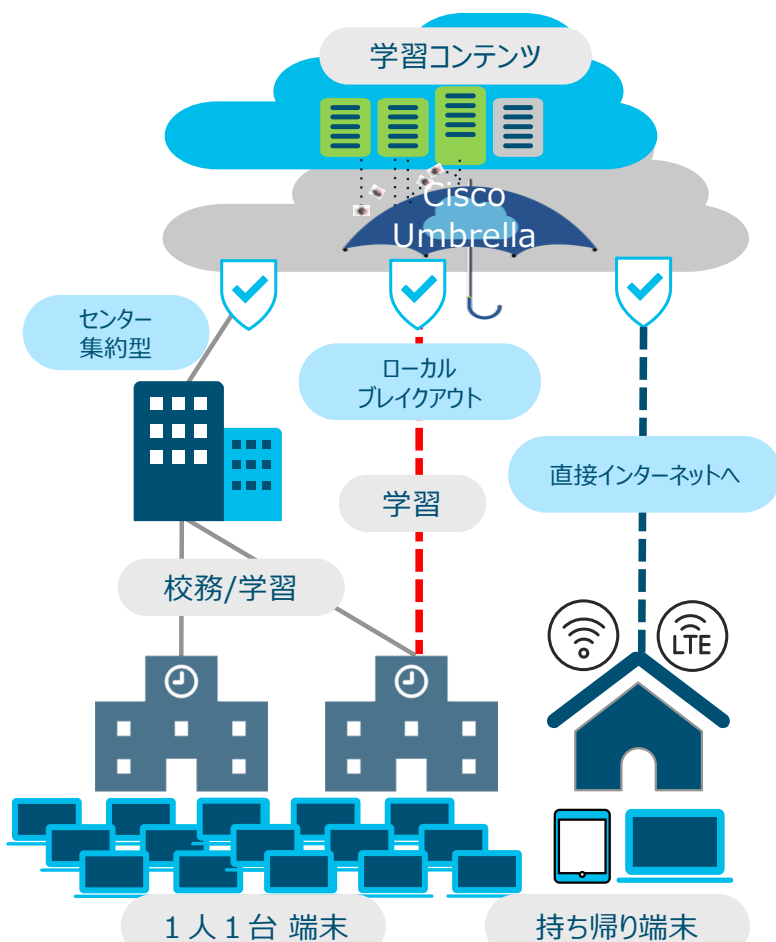 学習コンテンツ
Cisco
Umbrella
センター
集約型
ローカル
ブレイクアウト
直接インターネットへ
学習
校務/学習
LTE
１人１台 端末
持ち帰り端末